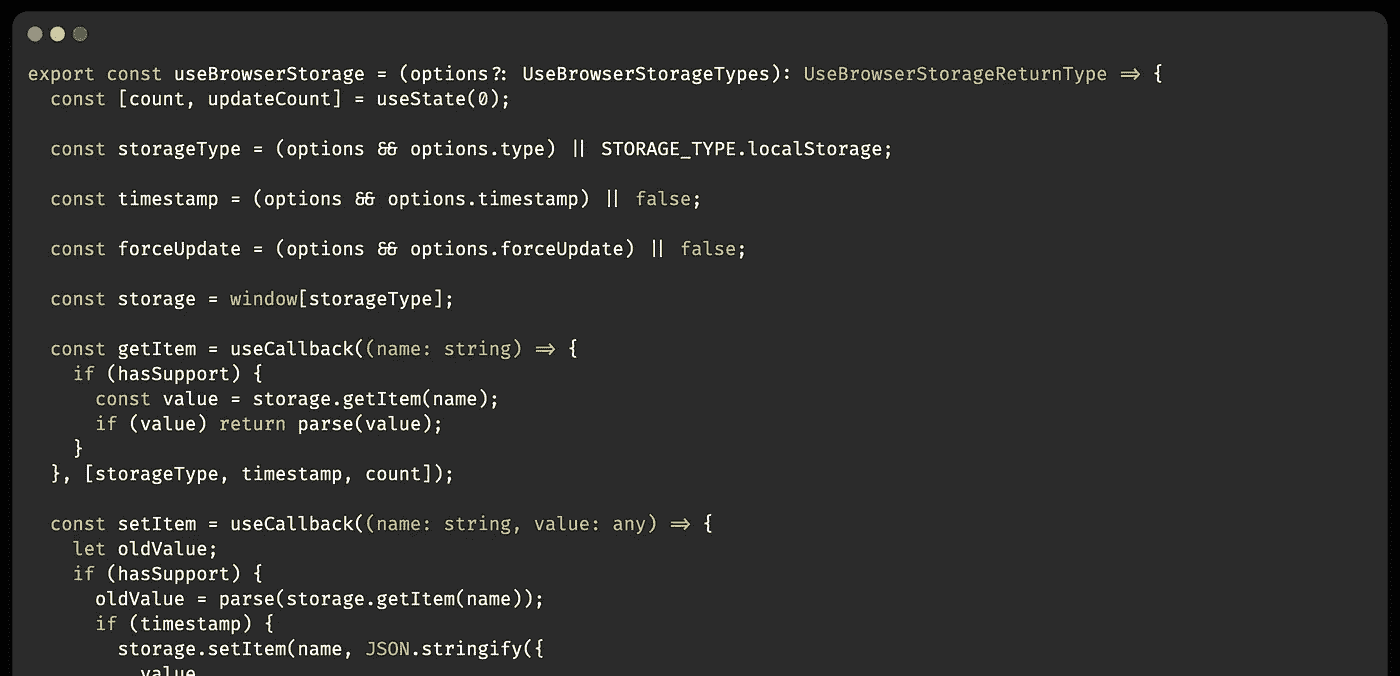 export const useBrowserStorage = (options?: UseBrowserStorageTypes): UseBrowserStorageReturnType => {
  const [count, updateCount] = useState(0);

  const storageType = (options && options.type) || STORAGE_TYPE.localStorage;

  const timestamp = (options && options.timestamp) || false;

  const forceUpdate = (options && options.forceUpdate) || false;

  const storage = window[storageType];

  const getItem = useCallback((name: string) => {
    if (hasSupport) {
      const value = storage.getItem(name);
      if (value) return parse(value);
    }
  }, [storageType, timestamp, count]);

  const setItem = useCallback((name: string, value: any) => {
    let oldValue;
    if (hasSupport) {
      oldValue = parse(storage.getItem(name));
      if (timestamp) {
        storage.setItem(name, JSON.stringify({
          value